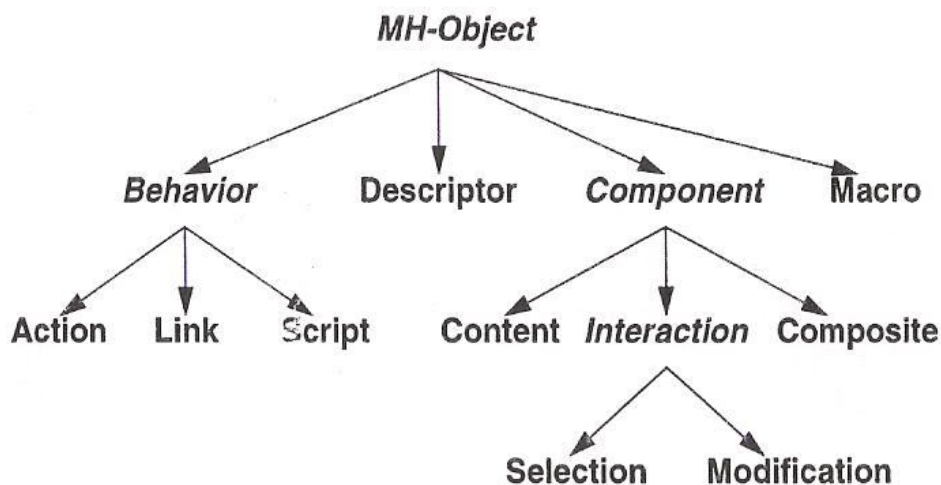 MH-Object
Behavior Descriptor Component Macro
Action Link Script Content Interaction Composite
Selection Modification